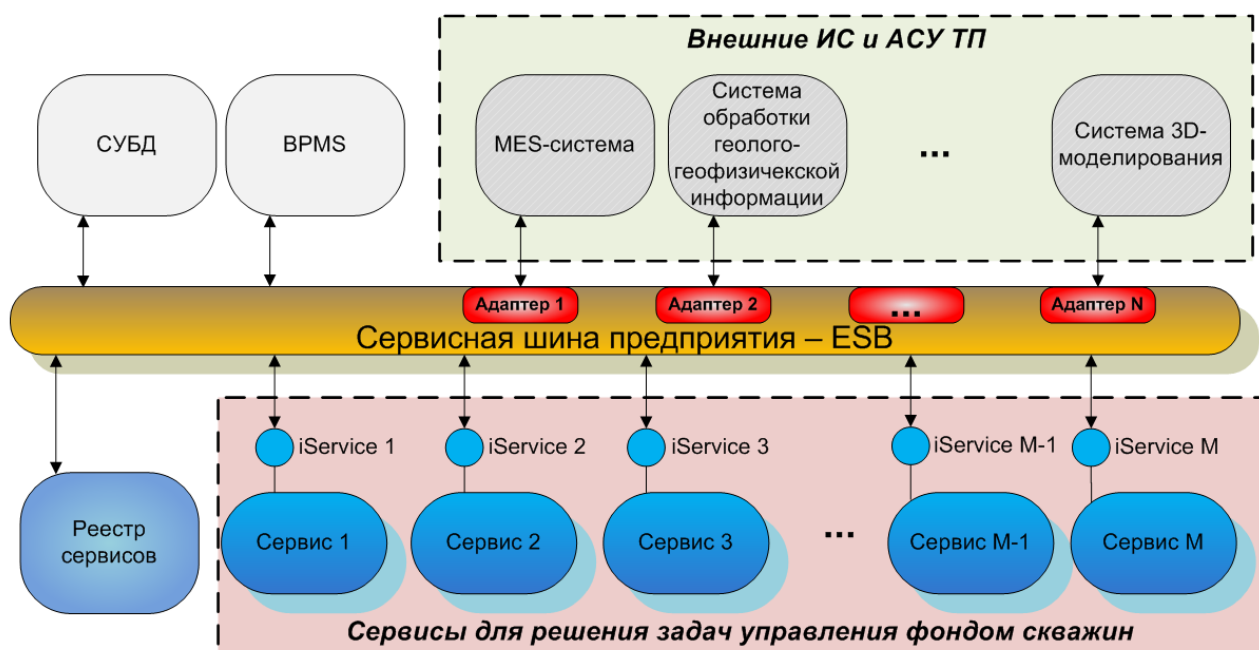 Внешние ИС и АСУ ТП
СУБД
BPMS
MES-система
Система
обработки
геолого-
геофизичекской
информации
...
Система 3D-
моделирования
Адаптер 1
Адаптер 2
...
Адаптер N
Сервисная шина предприятия – ESB
iService 1
iService 2
iService 3
iService M-1
iService M
Реестр
сервисов
Сервис 1
Сервис 2
Сервис 3
...
Сервис M-1
Сервис M
Сервисы для решения задач управления фондом скважин